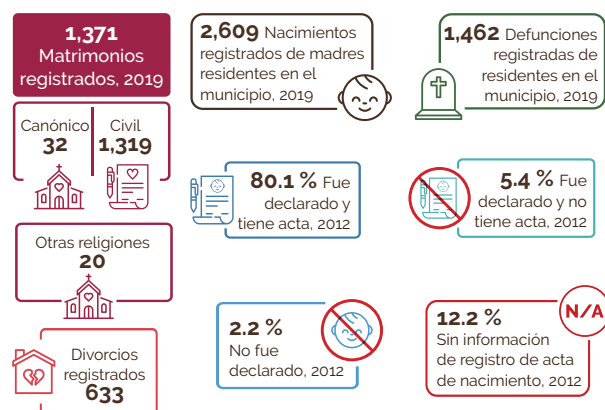 1,371
Matrimonios
registrados, 2019
Canónico
32
Civil
1,319
Otras religiones
20
Divorcios
registrados
633
2,609 Nacimientos
registrados de madres
residentes en el
municipio, 2019
1,462 Defunciones
registradas de
residentes en el
municipio, 2019
80.1 % Fue
declarado y
tiene acta, 2012
5.4 % Fue
declarado y no
tiene acta, 2012
2.2 %
No fue
declarado, 2012
12.2 %
Sin información
de registro de acta
de nacimiento, 2012
N/A